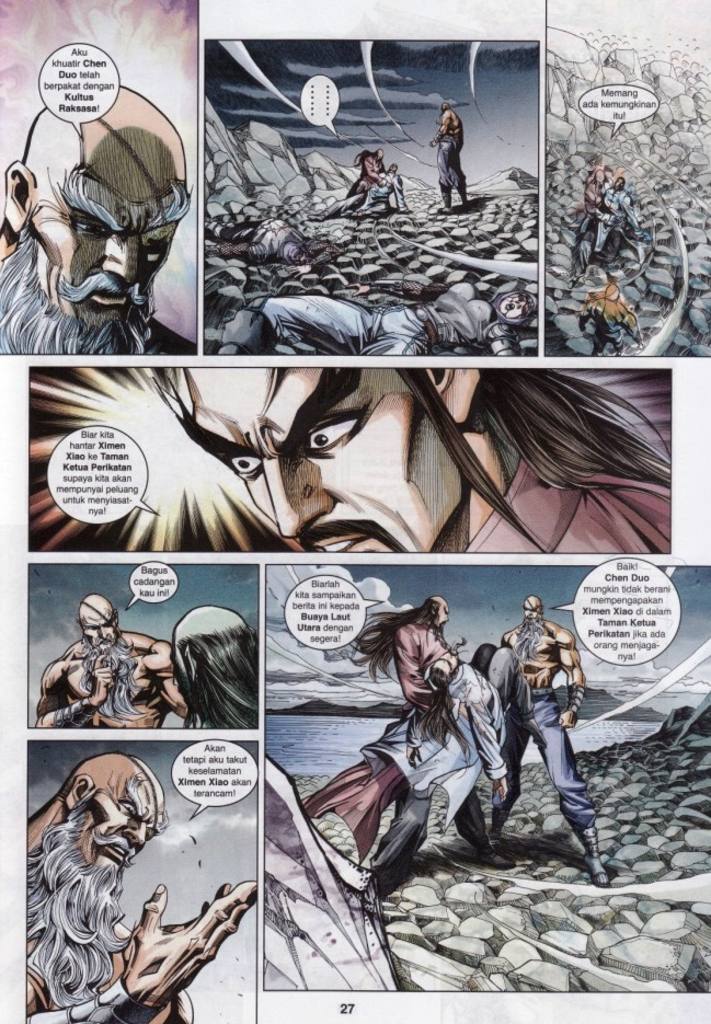 Aku
khuatir Chen
Duo telah
berpakat dengan
Kultus
Raksasa!
Memang
ada kemungkinan
itu!
Biar kita
hantar Ximen
Xiao ke Taman
Ketua Perikatan
supaya kita akan
mempunyai peluang
untuk menyiasat-
nya!
Bagus
cadangan
kau ini!
Akan
tetapi aku takut
keselamatan
Ximen Xiao akan
terancam!
Biarlah
kita sampaikan
berita ini kepada
Buaya Laut
Utara dengan
segera!
Baik!
Chen Duo
mungkin tidak berani
mempengapakan
Ximen Xiao di dalam
Taman Ketua
Perikatan jika ada
orang menjaga-
nya!
27